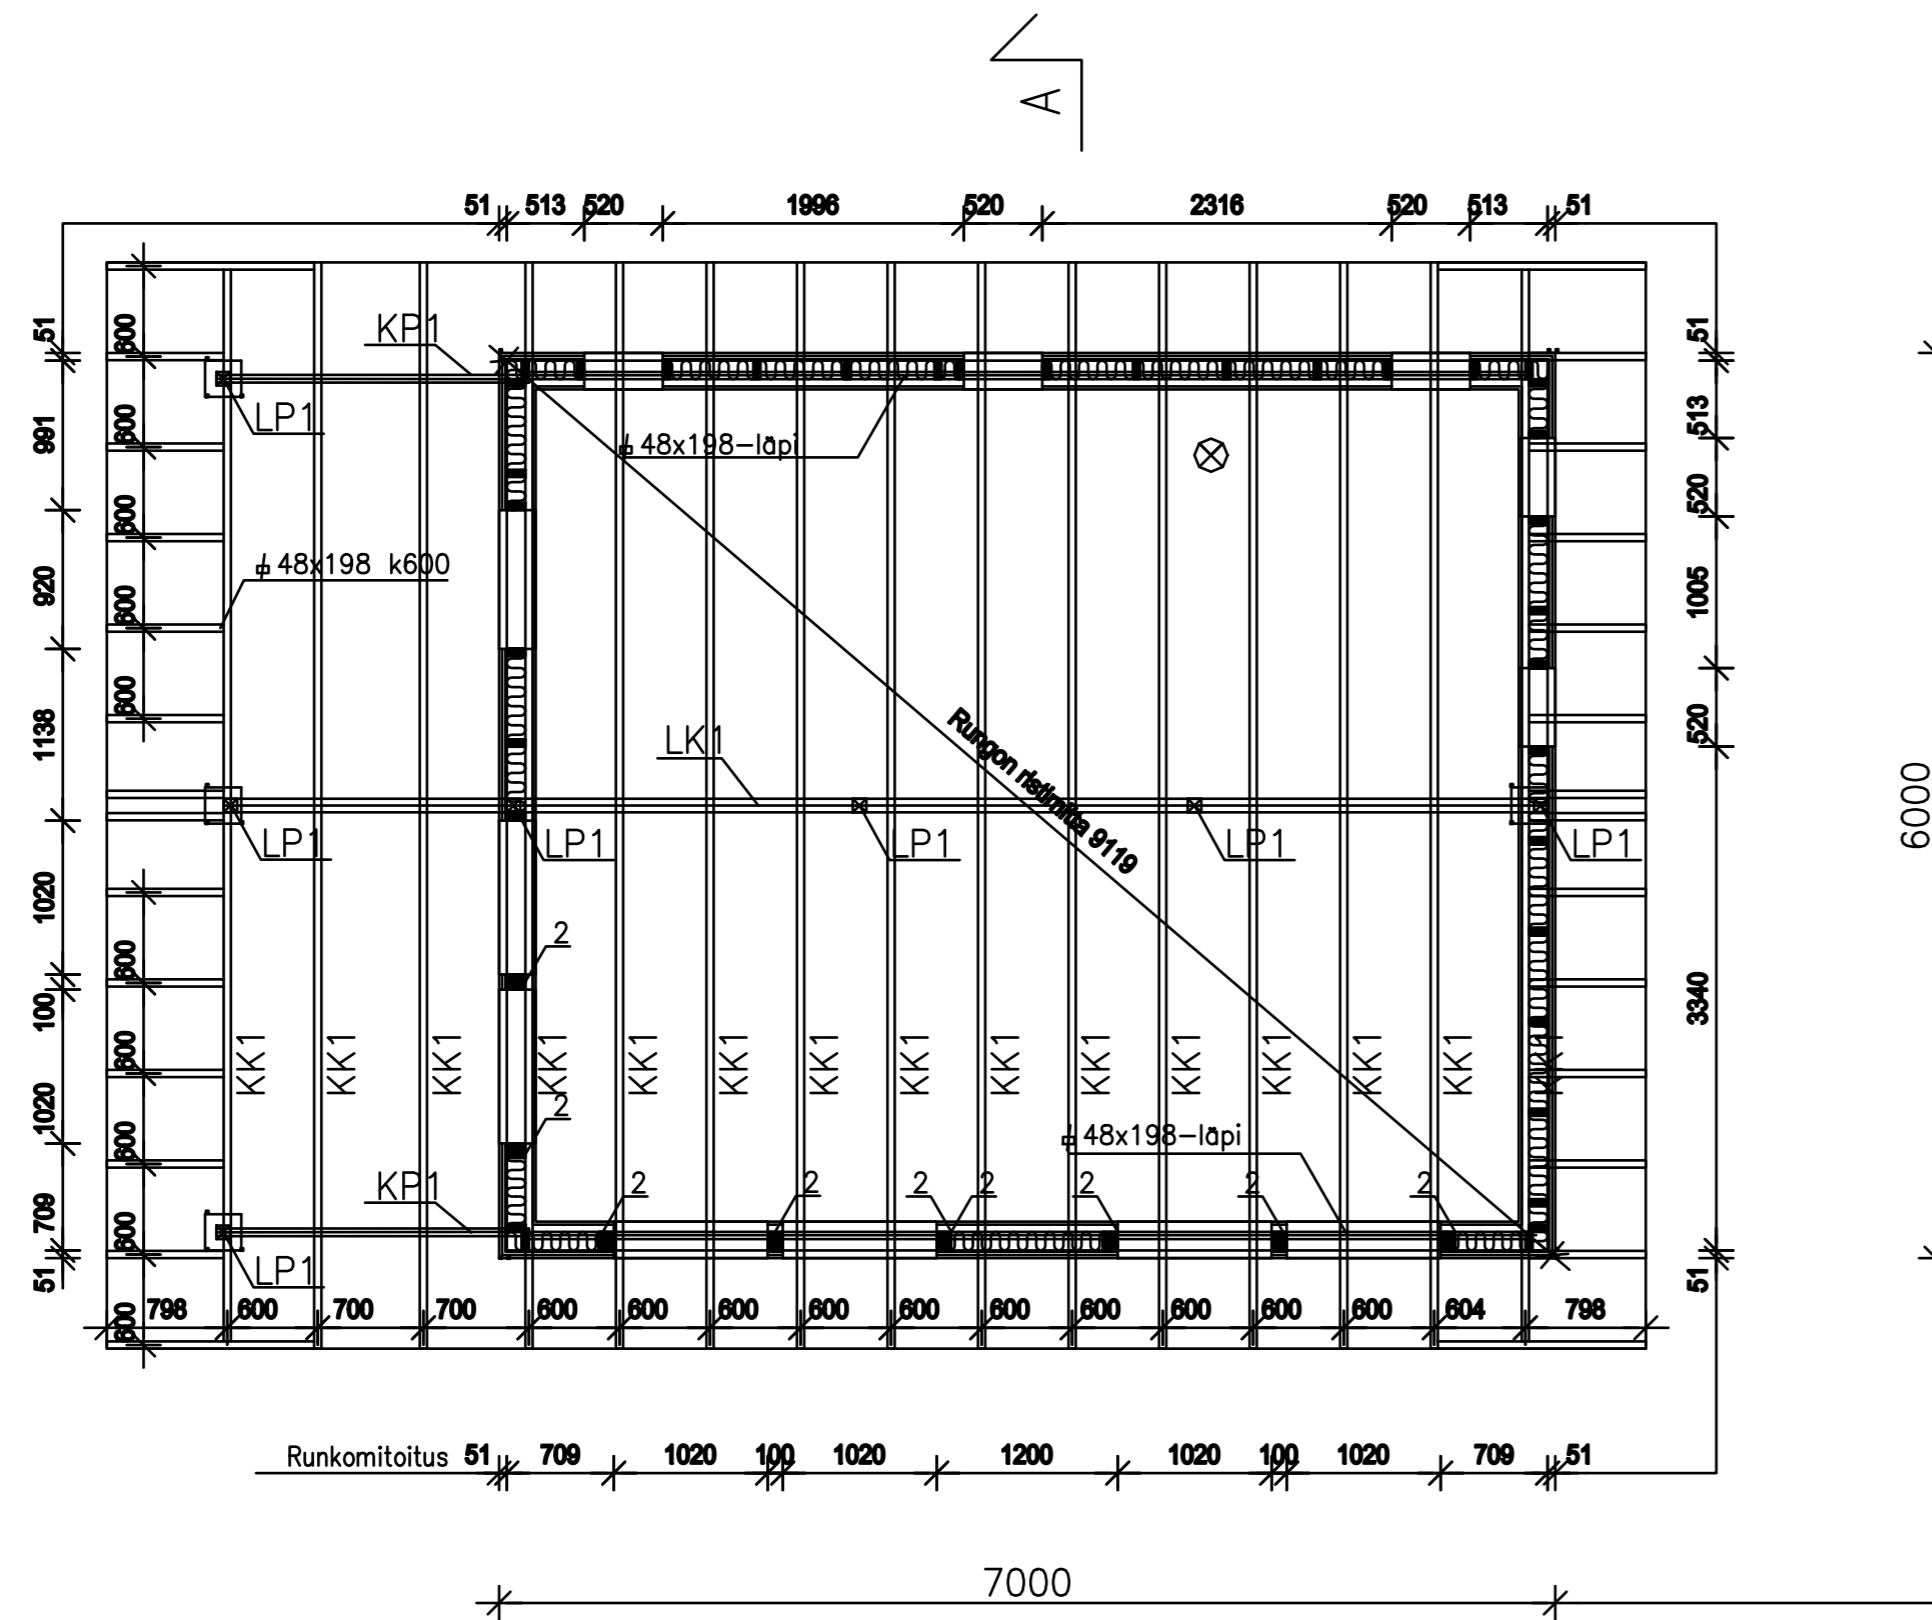 A
51 513 520 1996 520 2316 520 513 51
51
991
920
1138
1020
100
1020
709
51
600
600
600
600
600
600
600
600
600
600
KP1
LP1
48x198-läpi
48x198 k600
LK1
Rungon ristimitta 9119
LP1 LP1 LP1 LP1 LP1
2
KK1 KK1 KK1 KK1 KK1 KK1 KK1 KK1 KK1 KK1 KK1 KK1 KK1 KK1 KK1
2
48x198-läpi
KP1
2 2 2 2 2 2 2
LP1
51
513
520
1005
520
3340
51
6000
798 600 700 700 600 600 600 600 600 600 600 600 600 600 604 798
Runkomitoitus 51 709 1020 100 1020 1200 1020 100 1020 709 51
7000